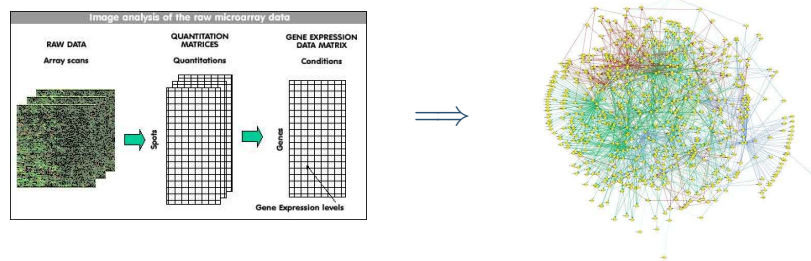 Image analysis of the raw microarray data
RAW DATA
Array scans
QUANTITATION
MATRICES
Quantitations
GENE EXPRESSION
DATA MATRIX
Conditions
Spots
Genes
Gene Expression levels